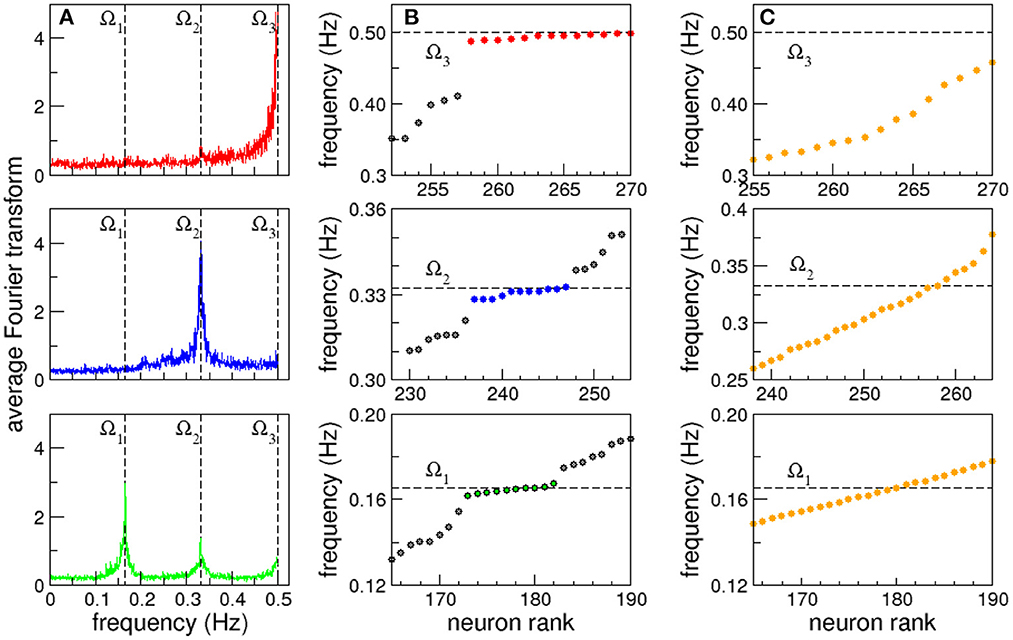 A
Ω1
Ω2
Ω3
4
2
0
Ω1
Ω2
Ω3
4
2
0
Ω1
Ω2
Ω3
4
2
0
0 0.1 0.2 0.3 0.4 0.5
frequency (Hz)
average Fourier transform
B
0.50
0.40
0.3
Ω3
frequency (Hz)
255 260 265 270
0.36
0.33
0.30
Ω2
frequency (Hz)
230 240 250
0.20
0.16
0.12
Ω1
frequency (Hz)
170 180 190
neuron rank
C
0.50
0.40
0.3
Ω3
frequency (Hz)
255 260 265 270
0.4
0.35
0.3
0.25
Ω2
frequency (Hz)
240 250 260
0.20
0.16
0.12
Ω1
frequency (Hz)
170 180 190
neuron rank